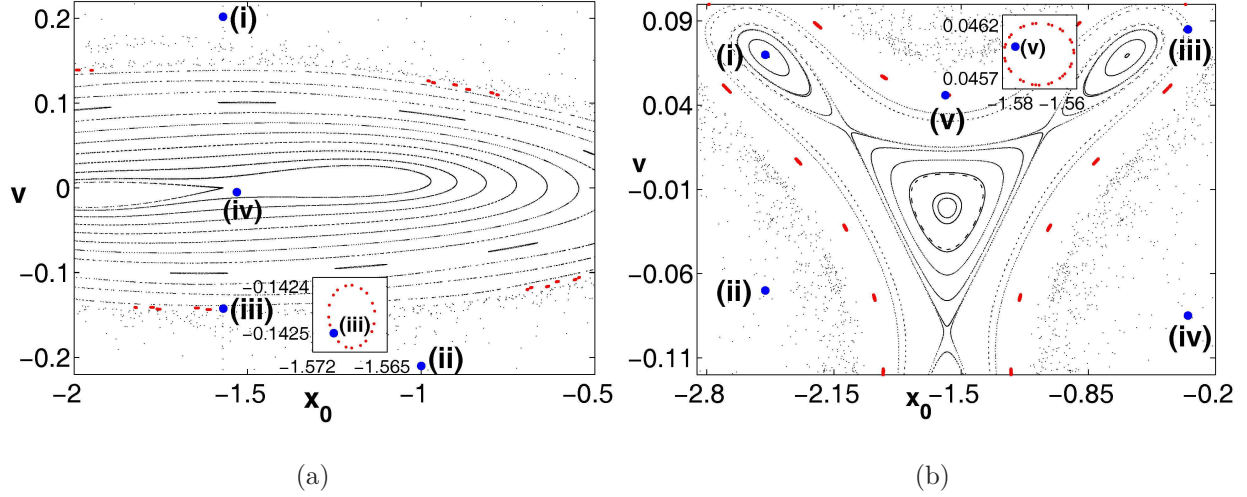 0.2
0.1
0
−0.1
−0.2
v
(i)
(iv)
(iii)
(ii)
−0.1424
−0.1425
(iii)
−1.572 −1.565
−2 −1.5 −1 −0.5
x0
(a)
0.09
0.04
−0.01
−0.06
−0.11
v
(i)
(ii)
(iii)
(iv)
(v)
0.0462
0.0457
(v)
−1.58 −1.56
−2.8 −2.15 −1.5 −0.85 −0.2
x0
(b)